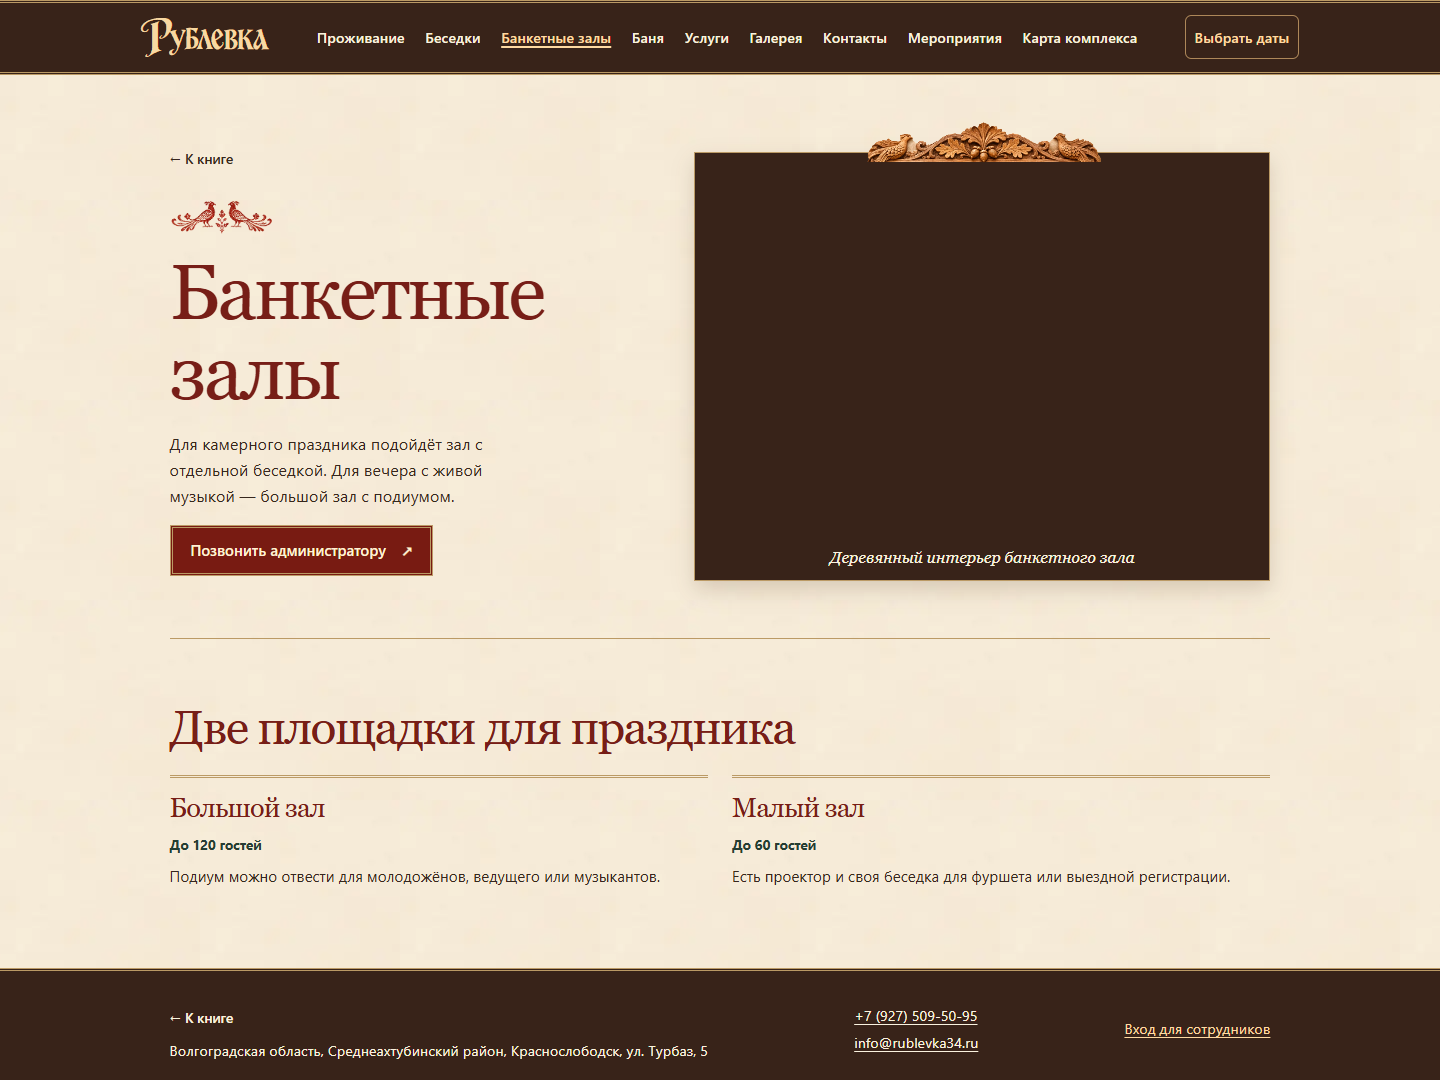 Рублевка
Проживание Беседки Банкетные залы Баня Услуги Галерея Контакты Мероприятия Карта комплекса Выбрать даты
← К книге
Банкетные
залы
Для камерного праздника подойдёт зал с
отдельной беседкой. Для вечера с живой
музыкой — большой зал с подиумом.
Позвонить администратору ↗
Деревянный интерьер банкетного зала
Две площадки для праздника
Большой зал
До 120 гостей
Подиум можно отвести для молодожёнов, ведущего или музыкантов.
Малый зал
До 60 гостей
Есть проектор и своя беседка для фуршета или выездной регистрации.
← К книге
Волгоградская область, Среднеахтубинский район, Краснослободск, ул. Турбаз, 5
+7 (927) 509-50-95
info@rublevka34.ru
Вход для сотрудников